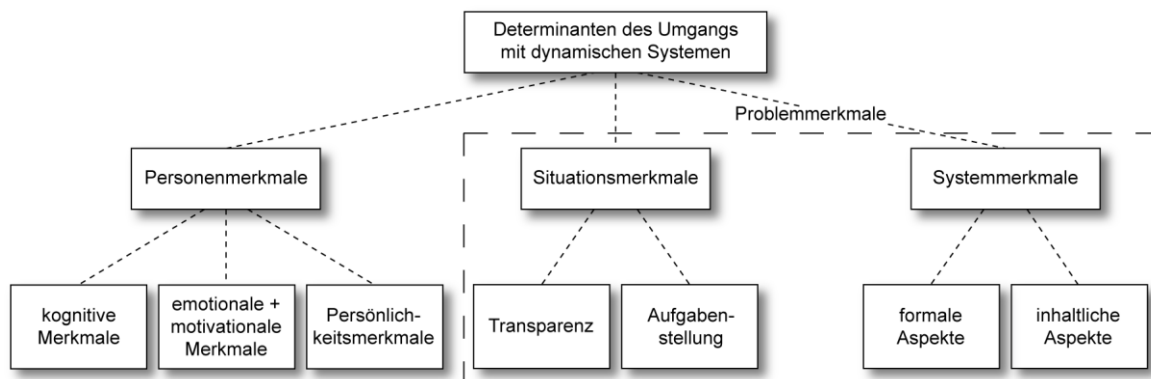 Determinanten des Umgangs
mit dynamischen Systemen
Problemmerkmale
Personenmerkmale
Situationsmerkmale
Systemmerkmale
kognitive
Merkmale
emotionale +
motivationale
Merkmale
Persönlich-
keitsmerkmale
Transparenz
Aufgaben-
stellung
formale
Aspekte
inhaltliche
Aspekte